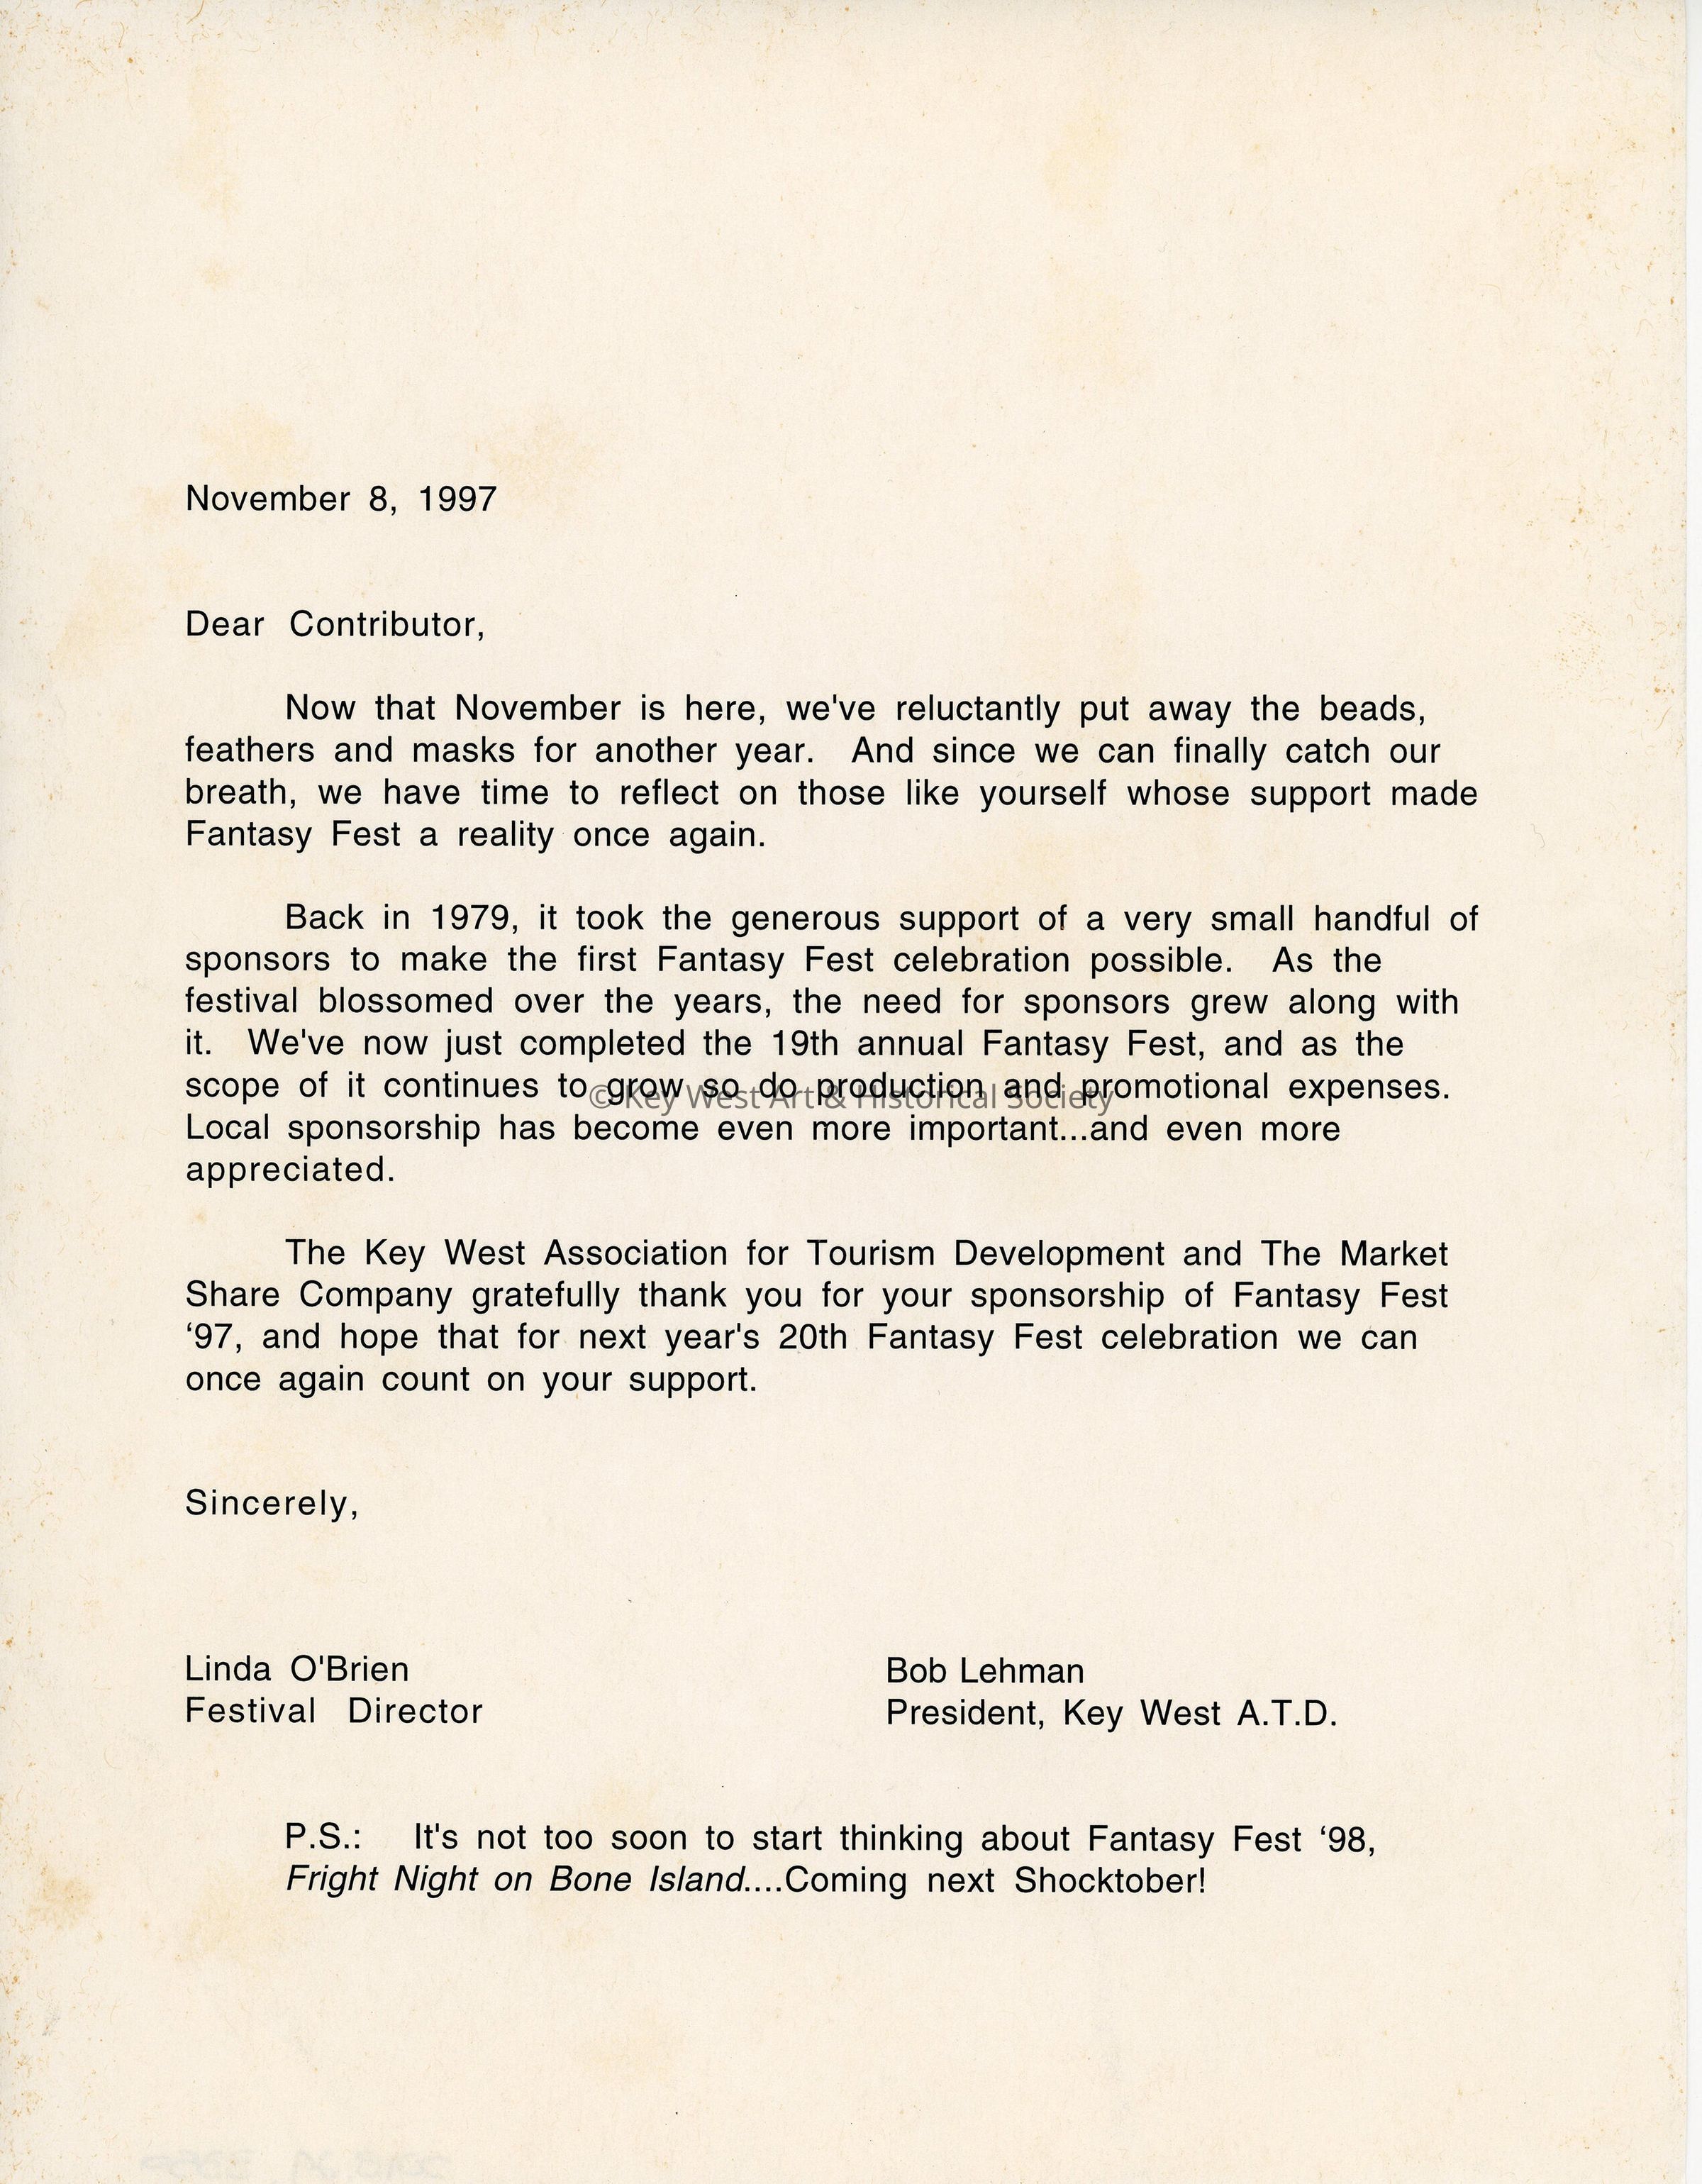 November 8, 1997
Dear Contributor,
Now that November is here, we've reluctantly put away the beads,
feathers and masks for another year. And since we can finally catch our
breath, we have time to reflect on those like yourself whose support made
Fantasy Fest a reality once again.
Back in 1979, it took the generous support of a very small handful of
sponsors to make the first Fantasy Fest celebration possible. As the
festival blossomed over the years, the need for sponsors grew along with
it. We've now just completed the 19th annual Fantasy Fest, and as the
scope of it continues to grow so do production and promotional expenses.
© Key West Art & Historical Society
Local sponsorship has become even more important...and even more
appreciated.
The Key West Association for Tourism Development and The Market
Share Company gratefully thank you for your sponsorship of Fantasy Fest
‘97, and hope that for next year's 20th Fantasy Fest celebration we can
once again count on your support.
Sincerely,
Linda O'Brien
Bob Lehman
Festival Director
President, Key West A.T.D.
P.S.: It's not too soon to start thinking about Fantasy Fest ‘98,
Fright Night on Bone Island....Coming next Shocktober!